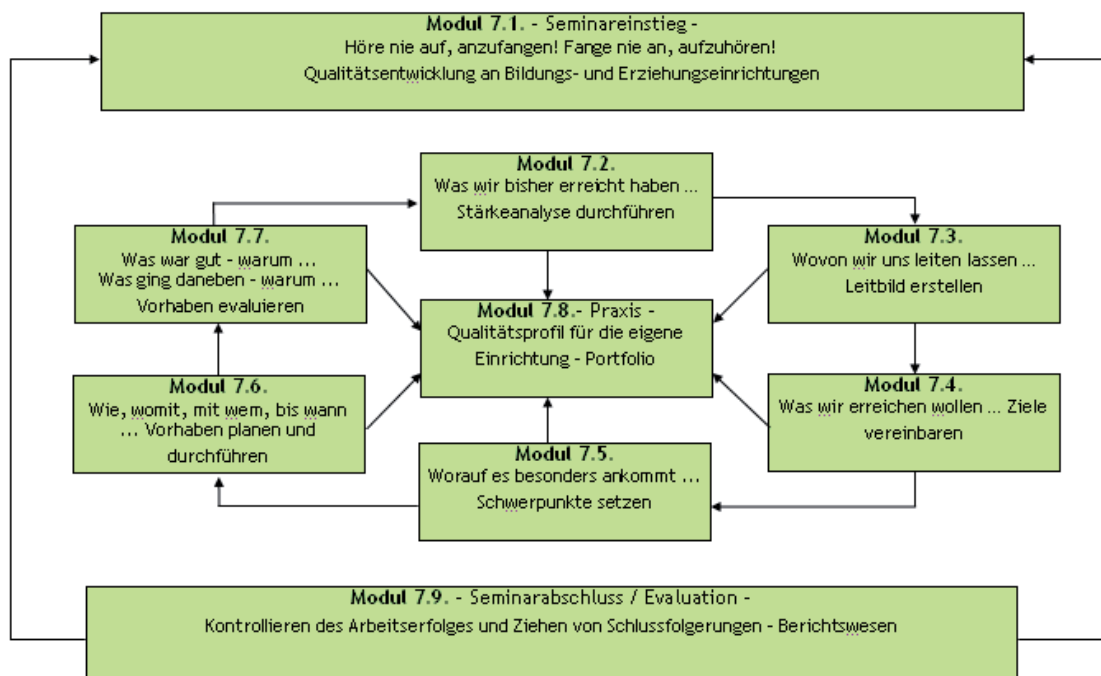 Modul 7.1. - Seminareinstieg -
Höre nie auf, anzufangen! Fange nie an, aufzuhören!
Qualitätsentwicklung an Bildungs- und Erziehungseinrichtungen
Modul 7.2.
Was wir bisher erreicht haben ...
Stärkeanalyse durchführen
Modul 7.7.
Was war gut - warum ...
Was ging daneben - warum ...
Vorhaben evaluieren
Modul 7.3.
Wovon wir uns leiten lassen ...
Leitbild erstellen
Modul 7.8.- Praxis -
Qualitätsprofil für die eigene
Einrichtung - Portfolio
Modul 7.6.
Wie, womit, mit wem, bis wann
... Vorhaben planen und
durchführen
Modul 7.4.
Was wir erreichen wollen ... Ziele
vereinbaren
Modul 7.5.
Worauf es besonders ankommt ...
Schwerpunkte setzen
Modul 7.9. - Seminarabschluss / Evaluation -
Kontrollieren des Arbeitserfolges und Ziehen von Schlussfolgerungen - Berichtswesen